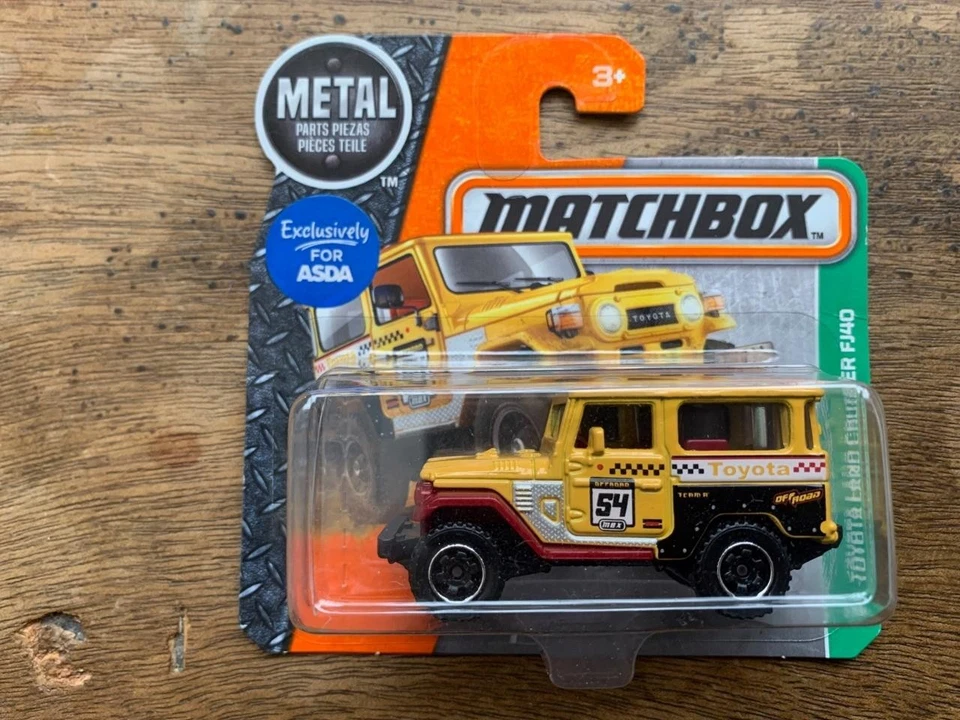 METAL
PARTS PIEZAS
PIÈCES TEILE
TM
3+
MATCHBOX
TM
Exclusively
FOR
ASDA
TOYOTA
TOYOTA LAND CRUISER FJ40
Toyota
OFFROAD
54
MBX
TEAM R
OFFROAD